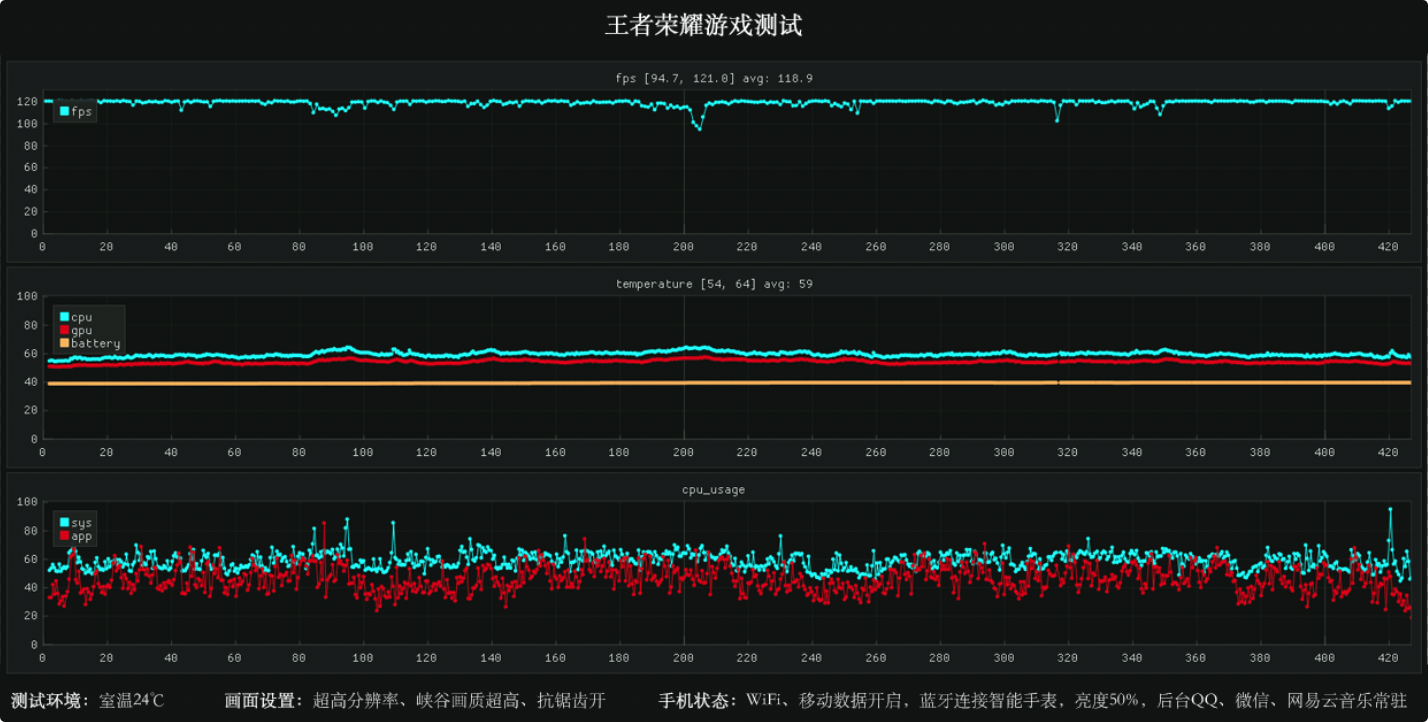 王者荣耀游戏测试
fps [94.7, 121.0] avg: 118.9
120
fps
100
80
60
40
20
0
0 20 40 60 80 100 120 140 160 180 200 220 240 260 280 300 320 340 360 380 400 420
temperature [54, 64] avg: 59
100
cpu
80
gpu
battery
60
40
20
0
0 20 40 60 80 100 120 140 160 180 200 220 240 260 280 300 320 340 360 380 400 420
cpu_usage
100
sys
80
app
60
40
20
0
0 20 40 60 80 100 120 140 160 180 200 220 240 260 280 300 320 340 360 380 400 420
测试环境：室温24℃ 画面设置：超高分辨率、峡谷画质超高、抗锯齿开 手机状态：WiFi、移动数据开启，蓝牙连接智能手表，亮度50%，后台QQ、微信、网易云音乐常驻